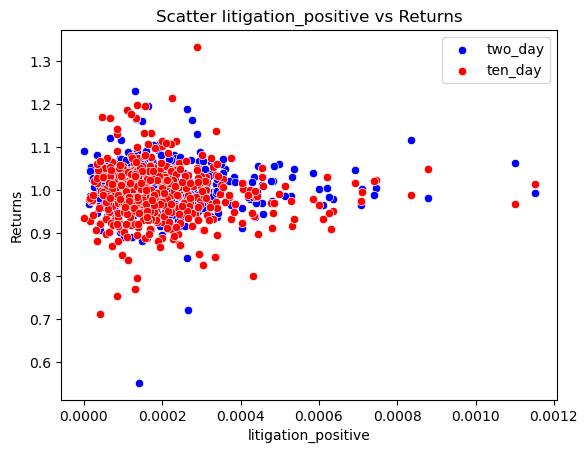 Scatter litigation_positive vs Returns
two_day
ten_day
Returns
1.3
1.2
1.1
1.0
0.9
0.8
0.7
0.6
0.0000 0.0002 0.0004 0.0006 0.0008 0.0010 0.0012
litigation_positive